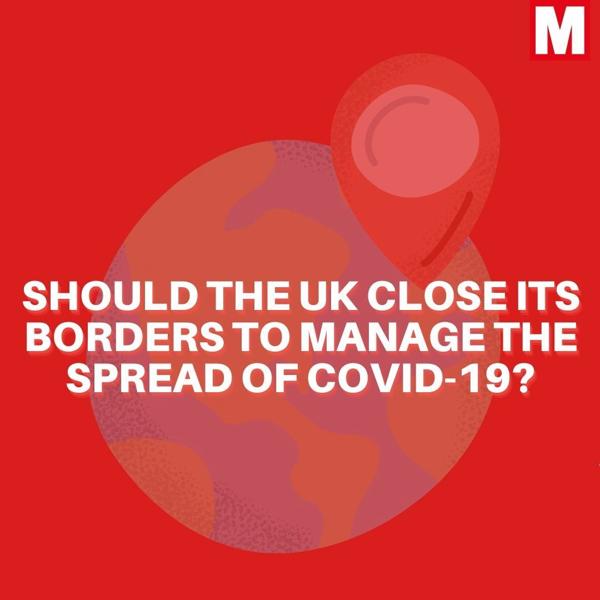 M
SHOULD THE UK CLOSE ITS
BORDERS TO MANAGE THE
SPREAD OF COVID-19?